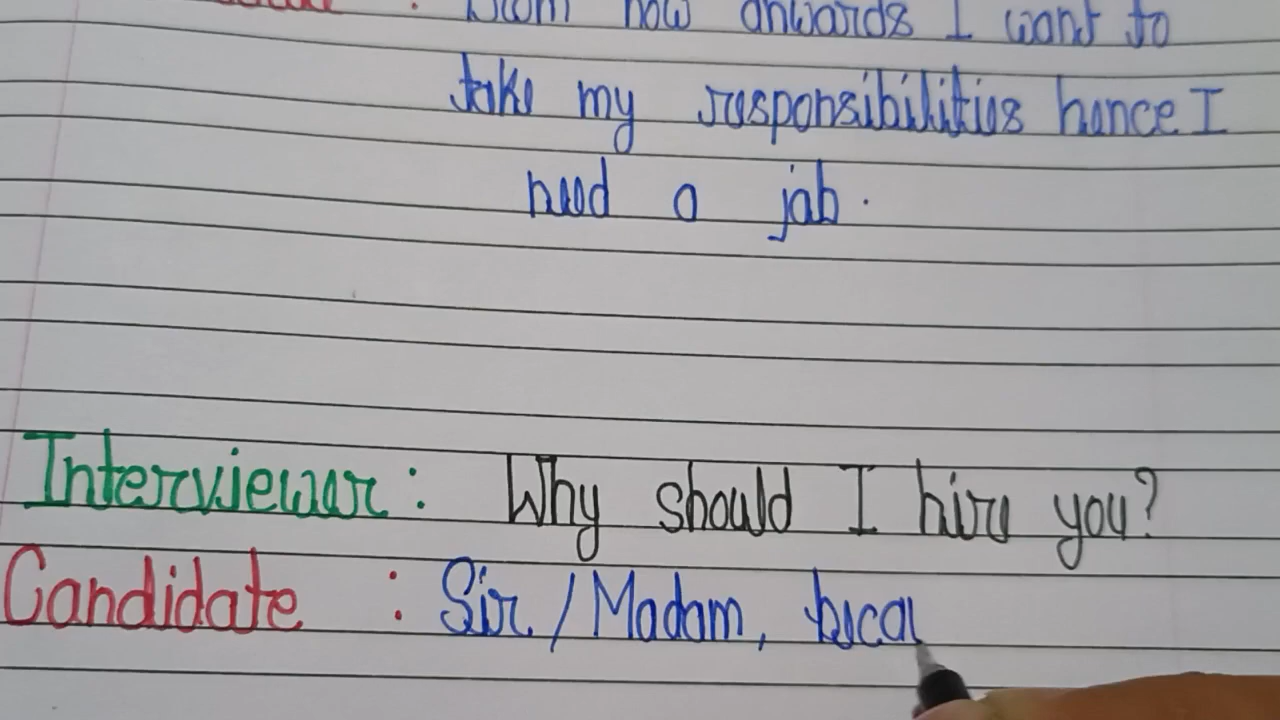 : From now onwards I want to
take my responsibilities hence I
need a job.
Interviewer: Why should I hire you?
Candidate : Sir/Madam, beca